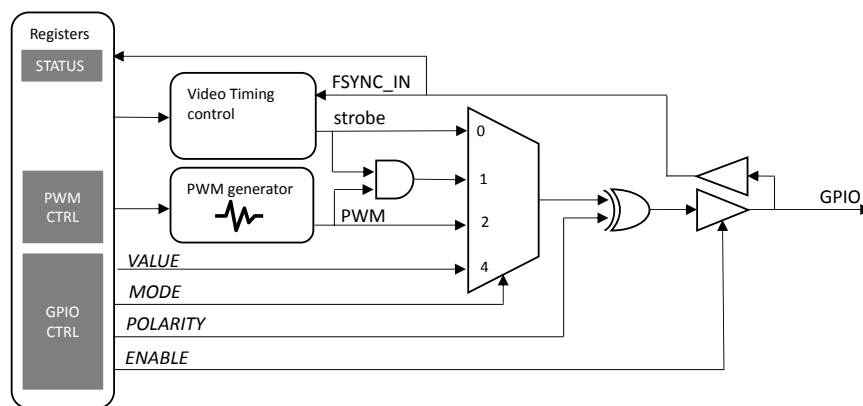 Registers
STATUS
FSYNC_IN
Video Timing
control
strobe
0
PWM
CTRL
PWM generator
1
PWM
2
GPIO
VALUE
4
MODE
GPIO
CTRL
POLARITY
ENABLE